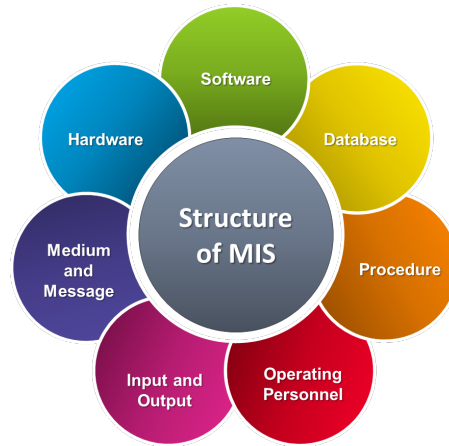 Software
Hardware
Database
Structure
of MIS
Medium
and
Message
Procedure
Input and
Output
Operating
Personnel